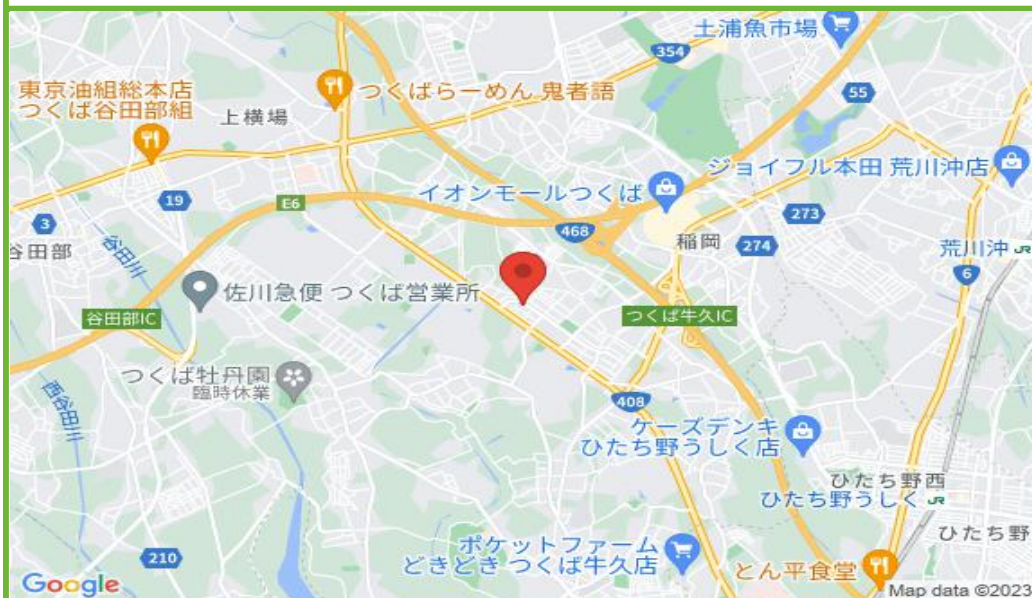 土浦魚市場
354
東京油組総本店
つくば谷田部組
つくばらーめん 鬼者語
上横場
55
ジョイフル本田 荒川沖店
イオンモールつくば
19
E6
3
谷田部
谷田川
468
稲岡
274
273
荒川沖 JR
6
佐川急便 つくば営業所
谷田部IC
つくば牛久IC
つくば牡丹園
臨時休業
西谷田川
408
ケーズデンキ
ひたち野うしく店
ひたち野西
ひたち野うしく JR
ひたち野
210
ポケットファーム
どきどき つくば牛久店
とん平食堂
Google
Map data ©2023